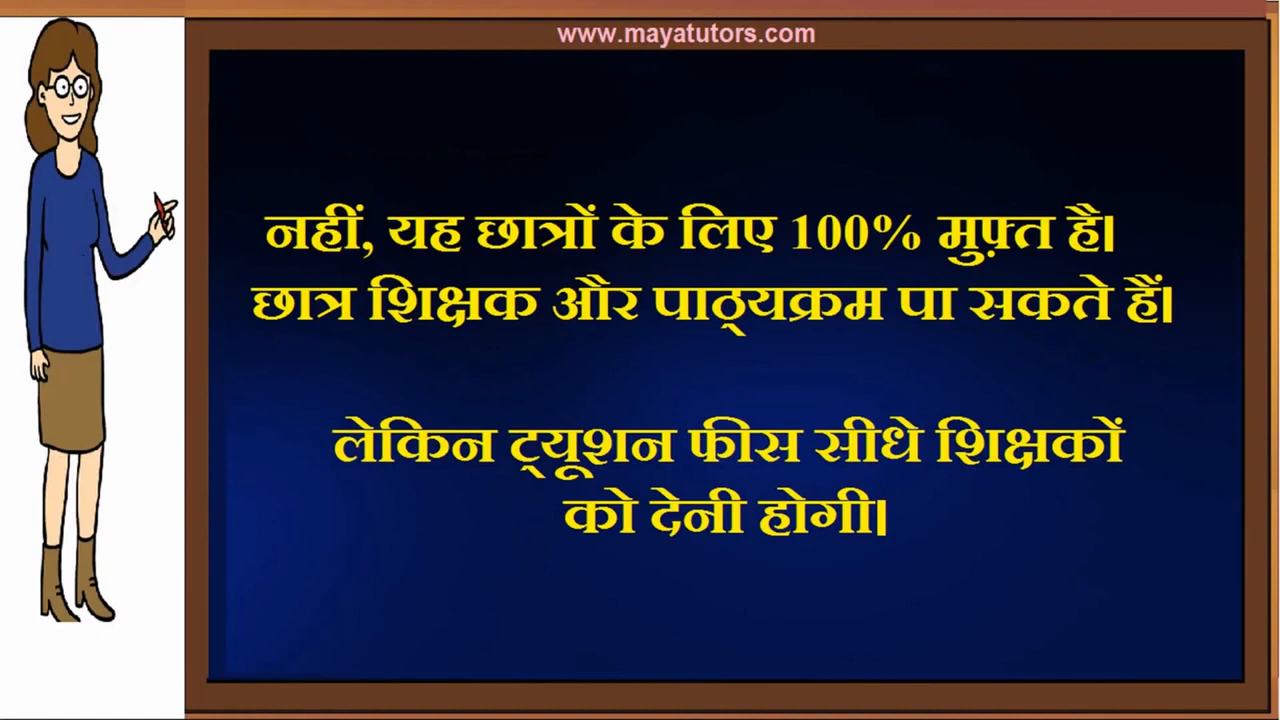 www.mayatutors.com
नहीं, यह छात्रों के लिए 100% मुफ़्त है।
छात्र शिक्षक और पाठ्यक्रम पा सकते हैं।
लेकिन ट्यूशन फीस सीधे शिक्षकों
को देनी होगी।